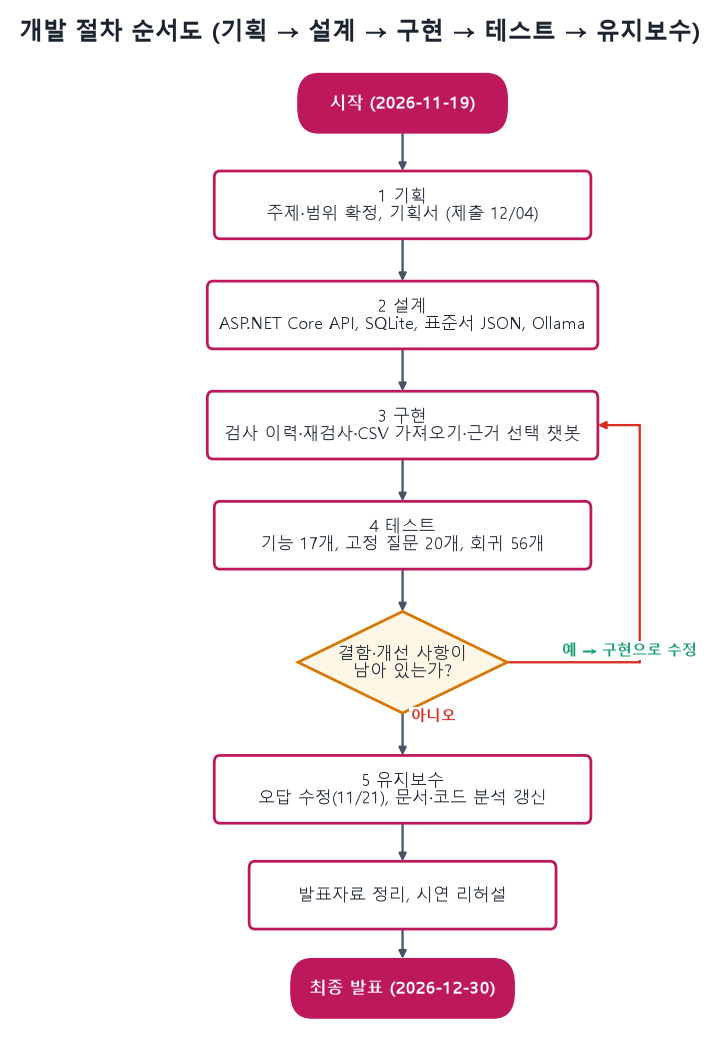 개발 절차 순서도 (기획 → 설계 → 구현 → 테스트 → 유지보수)
시작 (2026-11-19)
1 기획
주제·범위 확정, 기획서 (제출 12/04)
2 설계
ASP.NET Core API, SQLite, 표준서 JSON, Ollama
3 구현
검사 이력·재검사·CSV 가져오기·근거 선택 챗봇
4 테스트
기능 17개, 고정 질문 20개, 회귀 56개
결함·개선 사항이
남아 있는가?
예 → 구현으로 수정
아니오
5 유지보수
오답 수정(11/21), 문서·코드 분석 갱신
발표자료 정리, 시연 리허설
최종 발표 (2026-12-30)